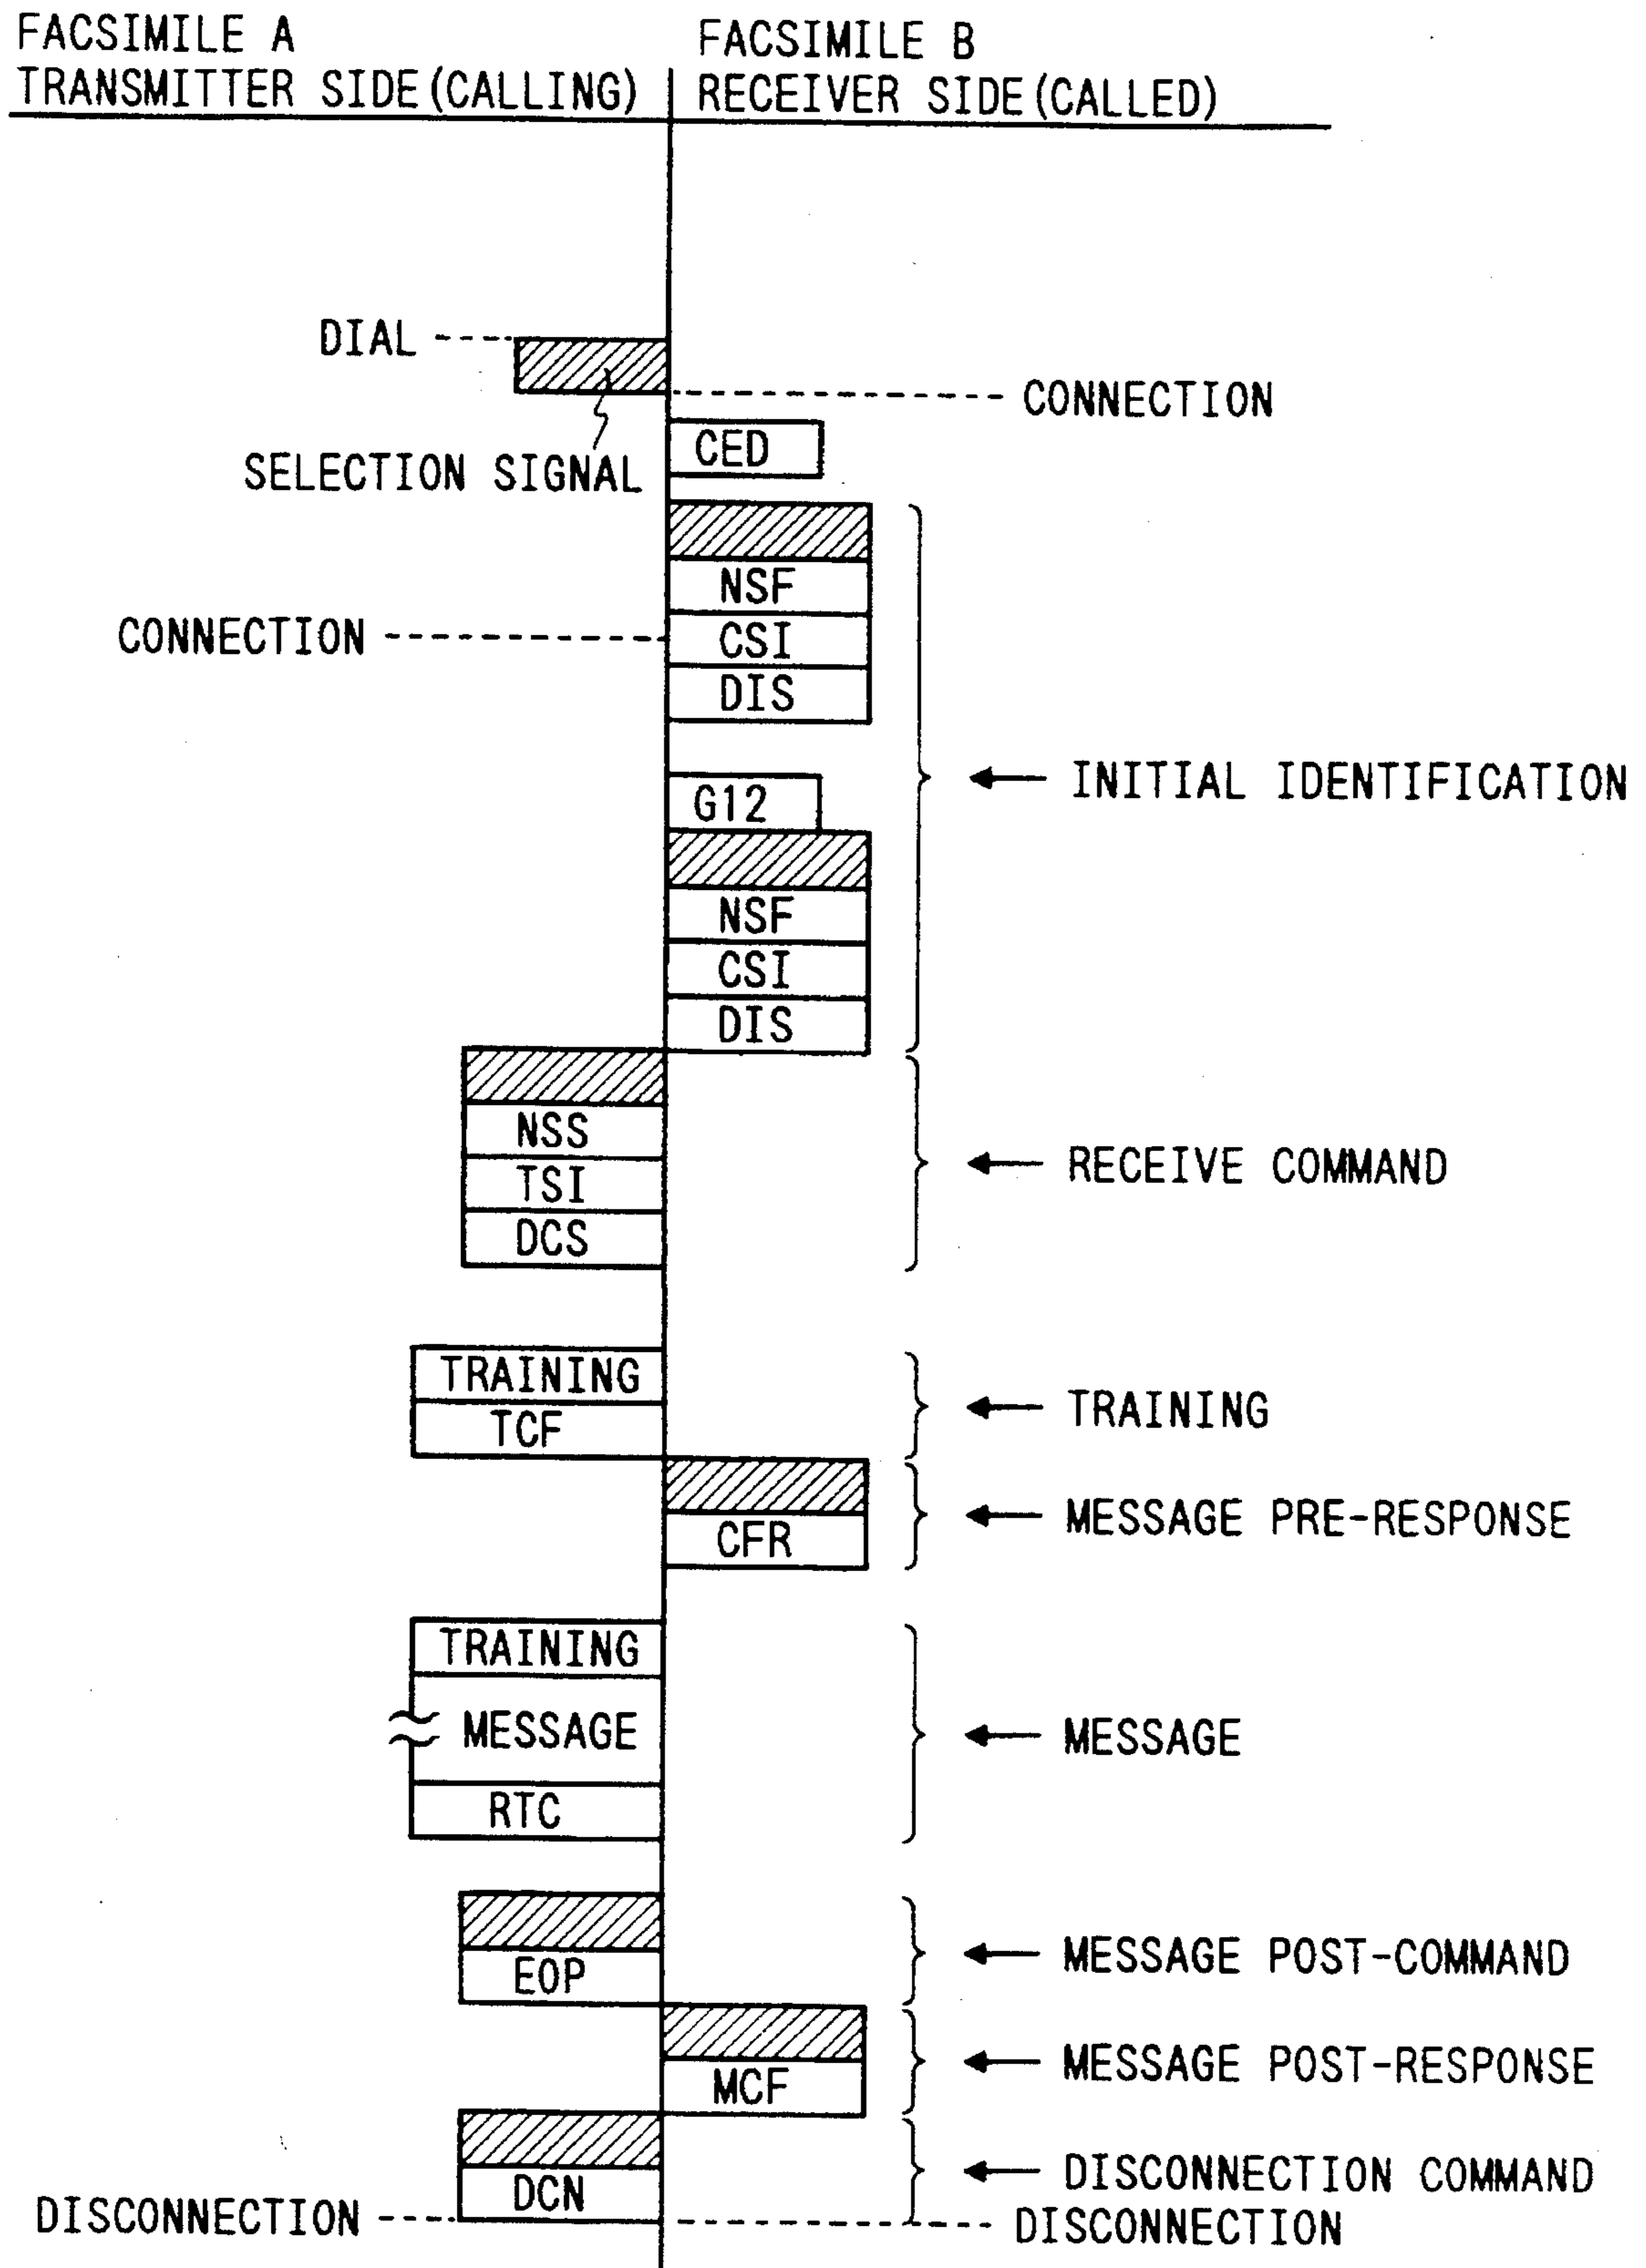 FACSIMILE A
TRANSMITTER SIDE(CALLING)
FACSIMILE B
RECEIVER SIDE(CALLED)
DIAL
CONNECTION
CED
SELECTION SIGNAL
NSF
CONNECTION
CSI
DIS
INITIAL IDENTIFICATION
G12
NSF
CSI
DIS
NSS
RECEIVE COMMAND
TSI
DCS
TRAINING
TRAINING
TCF
MESSAGE PRE-RESPONSE
CFR
TRAINING
MESSAGE
MESSAGE
RTC
MESSAGE POST-COMMAND
EOP
MESSAGE POST-RESPONSE
MCF
DISCONNECTION COMMAND
DCN
DISCONNECTION
DISCONNECTION